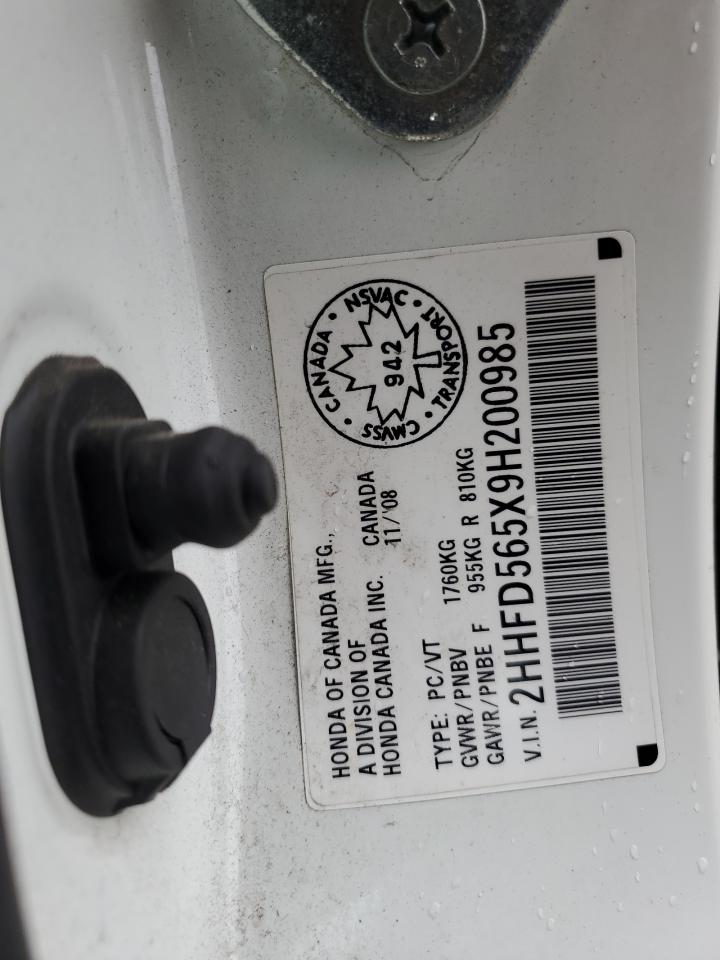 HONDA OF CANADA MFG.,
A DIVISION OF
HONDA CANADA INC. CANADA
11/'08
CANADA • NSVAC • TRANSPORT • CMVSS •
942
TYPE: PC/VT
GVWR/PNBV 1760KG
GAWR/PNBE F 955KG R 810KG
V.I.N. 2HHFD565X9H200985